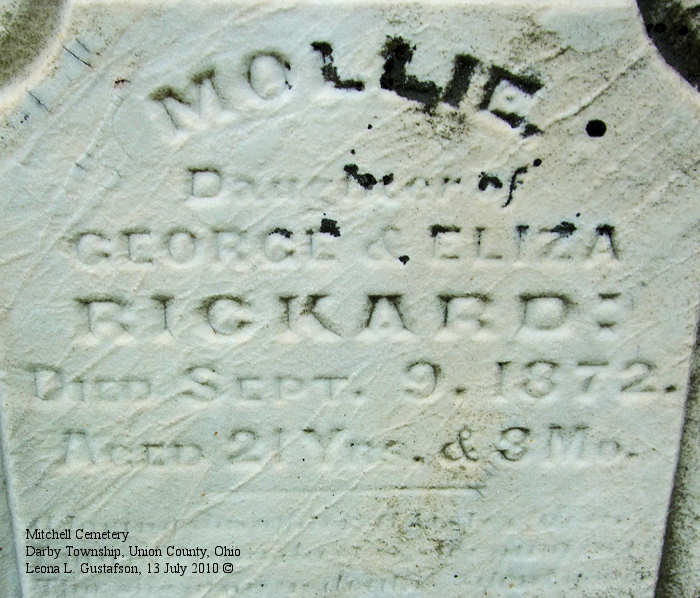 MOLLIE.
Daughter of
GEORGE & ELIZA
RICKARD:
DIED SEPT. 9. 1872.
AGED 21 YRS. & 3 MO.
Mitchell Cemetery
Darby Township, Union County, Ohio
Leona L. Gustafson, 13 July 2010 ©